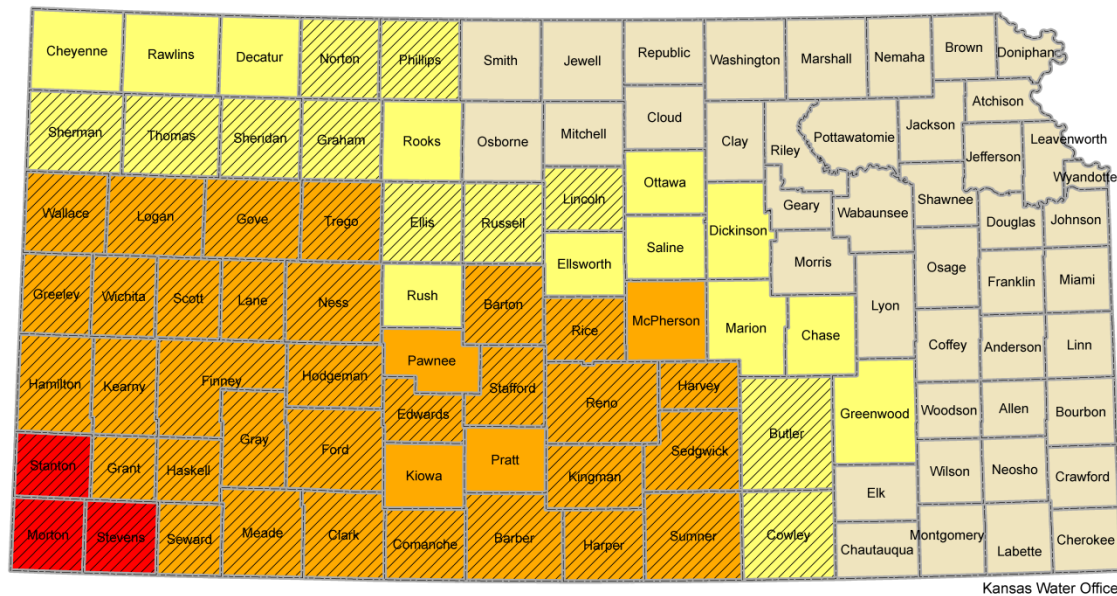 Cheyenne
Rawlins
Decatur
Norton
Phillips
Smith
Jewell
Republic
Washington
Marshall
Nemaha
Brown
Doniphan
Sherman
Thomas
Sheridan
Graham
Rooks
Osborne
Mitchell
Cloud
Clay
Riley
Pottawatomie
Jackson
Atchison
Jefferson
Leavenworth
Wyandotte
Wallace
Logan
Gove
Trego
Ellis
Russell
Lincoln
Ottawa
Saline
Dickinson
Geary
Wabaunsee
Shawnee
Douglas
Johnson
Ellsworth
Morris
Osage
Franklin
Miami
Greeley
Wichita
Scott
Lane
Ness
Rush
Barton
Rice
McPherson
Marion
Chase
Lyon
Coffey
Anderson
Linn
Hamilton
Kearny
Finney
Hodgeman
Pawnee
Edwards
Stafford
Reno
Harvey
Butler
Greenwood
Woodson
Allen
Bourbon
Stanton
Grant
Haskell
Gray
Ford
Kiowa
Pratt
Kingman
Sedgwick
Elk
Wilson
Neosho
Crawford
Morton
Stevens
Seward
Meade
Clark
Comanche
Barber
Harper
Sumner
Cowley
Chautauqua
Montgomery
Labette
Cherokee
Kansas Water Office